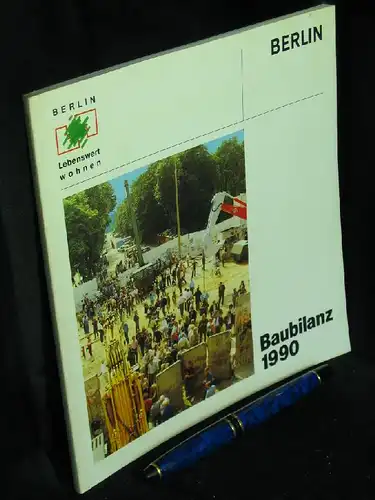 BERLIN
BERLIN
Lebenswert
wohnen
Baubilanz
1990